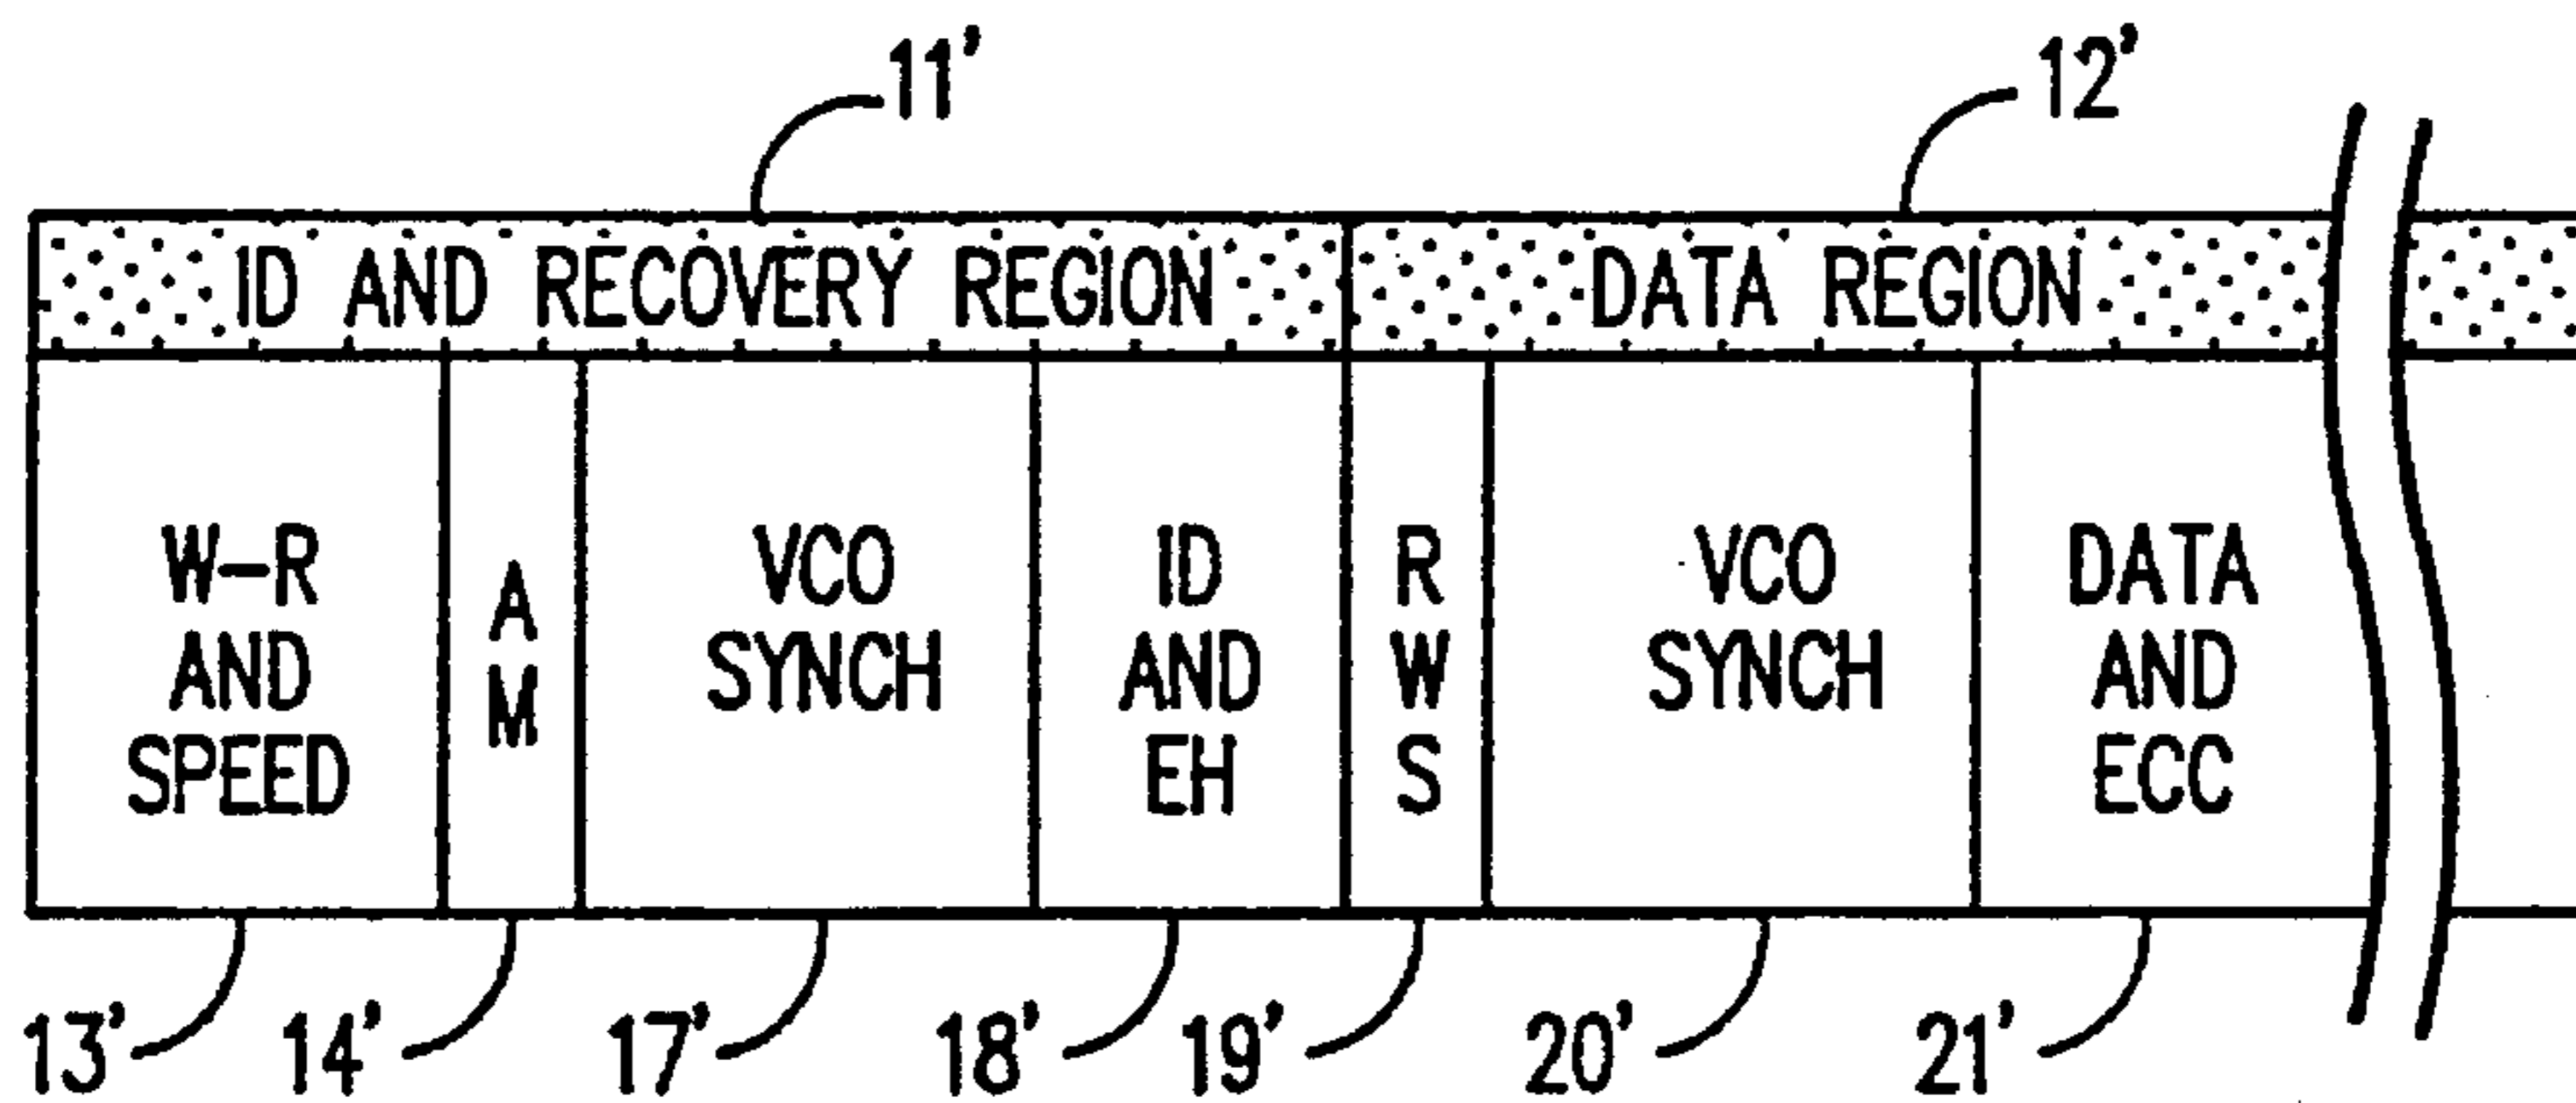 11' 12'
ID AND RECOVERY REGION DATA REGION
W-R
AND
SPEED
A
M
VCO
SYNCH
ID
AND
EH
R
W
S
VCO
SYNCH
DATA
AND
ECC
13' 14' 17' 18' 19' 20' 21'